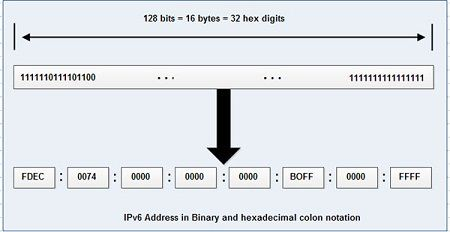 128 bits = 16 bytes = 32 hex digits
1111110111101100 ... ... 1111111111111111
FDEC : 0074 : 0000 : 0000 : 0000 : BOFF : 0000 : FFFF
IPv6 Address in Binary and hexadecimal colon notation